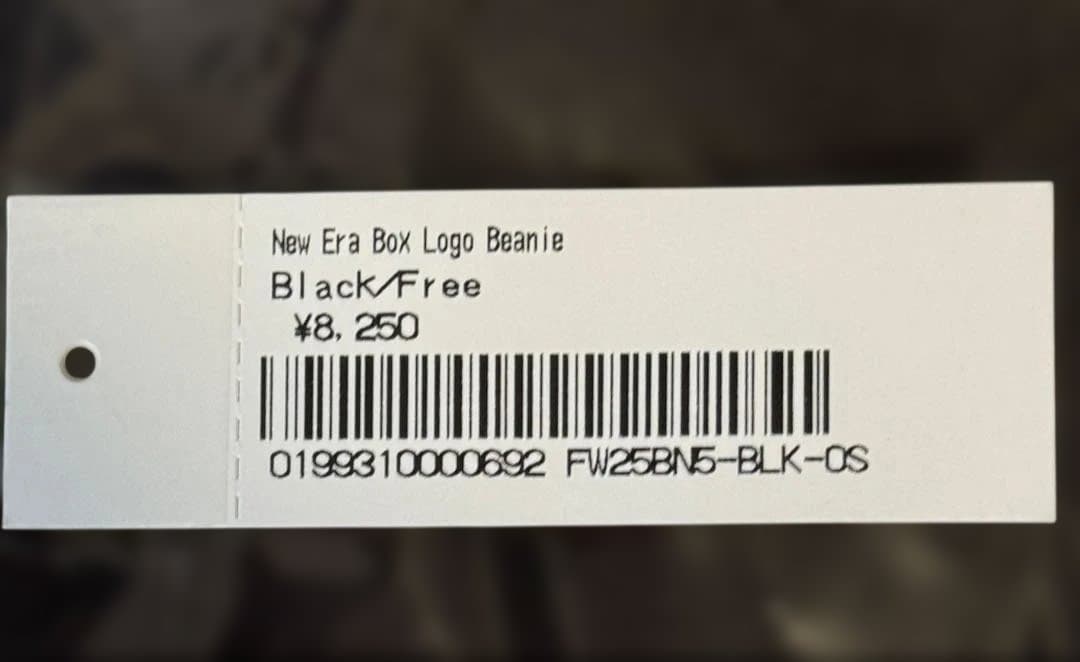 New Era Box Logo Beanie
Black/Free
¥8, 250
0199310000692 FW25BN5-BLK-OS